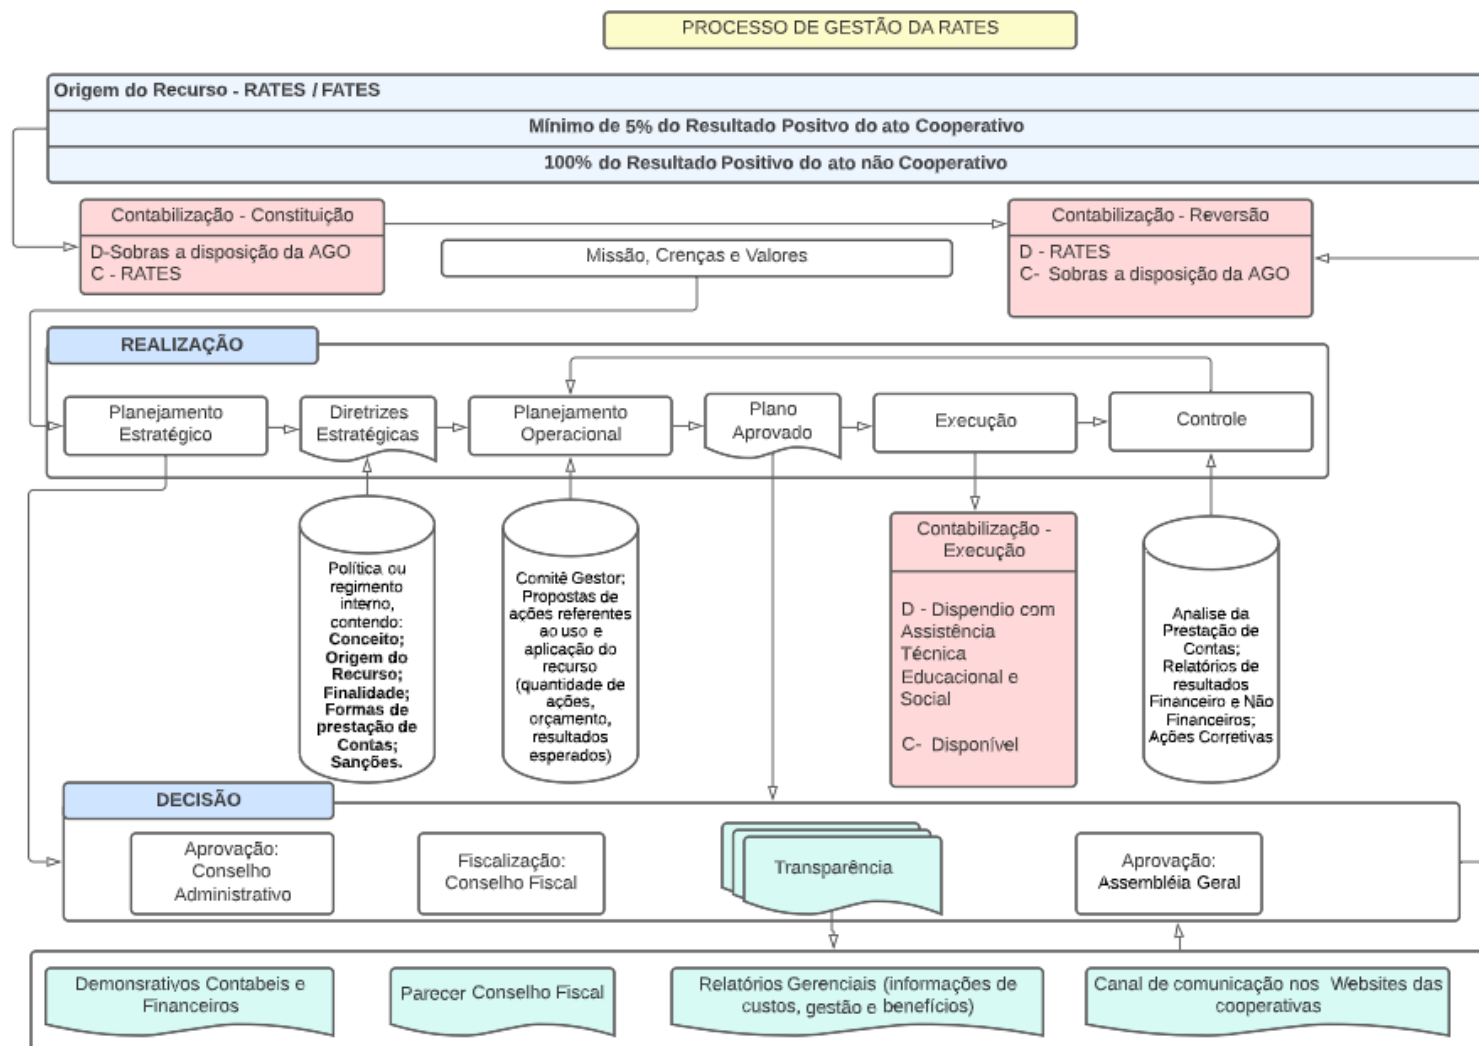 PROCESSO DE GESTÃO DA RATES
Origem do Recurso - RATES / FATES
Mínimo de 5% do Resultado Positvo do ato Cooperativo
100% do Resultado Positivo do ato não Cooperativo
Contabilização - Constituição
D-Sobras a disposição da AGO
C - RATES
Missão, Crenças e Valores
Contabilização - Reversão
D - RATES
C- Sobras a disposição da AGO
REALIZAÇÃO
Planejamento
Estratégico
Diretrizes
Estratégicas
Planejamento
Operacional
Plano
Aprovado
Execução
Controle
Política ou
regimento
interno,
contendo:
Conceito;
Origem do
Recurso;
Finalidade;
Formas de
prestação de
Contas;
Sanções.
Comitê Gestor;
Propostas de
ações referentes
ao uso e
aplicação do
recurso
(quantidade de
ações,
orçamento,
resultados
esperados)
Contabilização -
Execução
D - Dispendio com
Assistência
Técnica
Educacional e
Social
C- Disponível
Analise da
Prestação de
Contas;
Relatórios de
resultados
Financeiro e Não
Financeiros;
Ações Corretivas
DECISÃO
Aprovação:
Conselho
Administrativo
Fiscalização:
Conselho Fiscal
Transparência
Aprovação:
Assembléia Geral
Demonsrativos Contabeis e
Financeiros
Parecer Conselho Fiscal
Relatórios Gerenciais (informações de
custos, gestão e benefícios)
Canal de comunicação nos Websites das
cooperativas